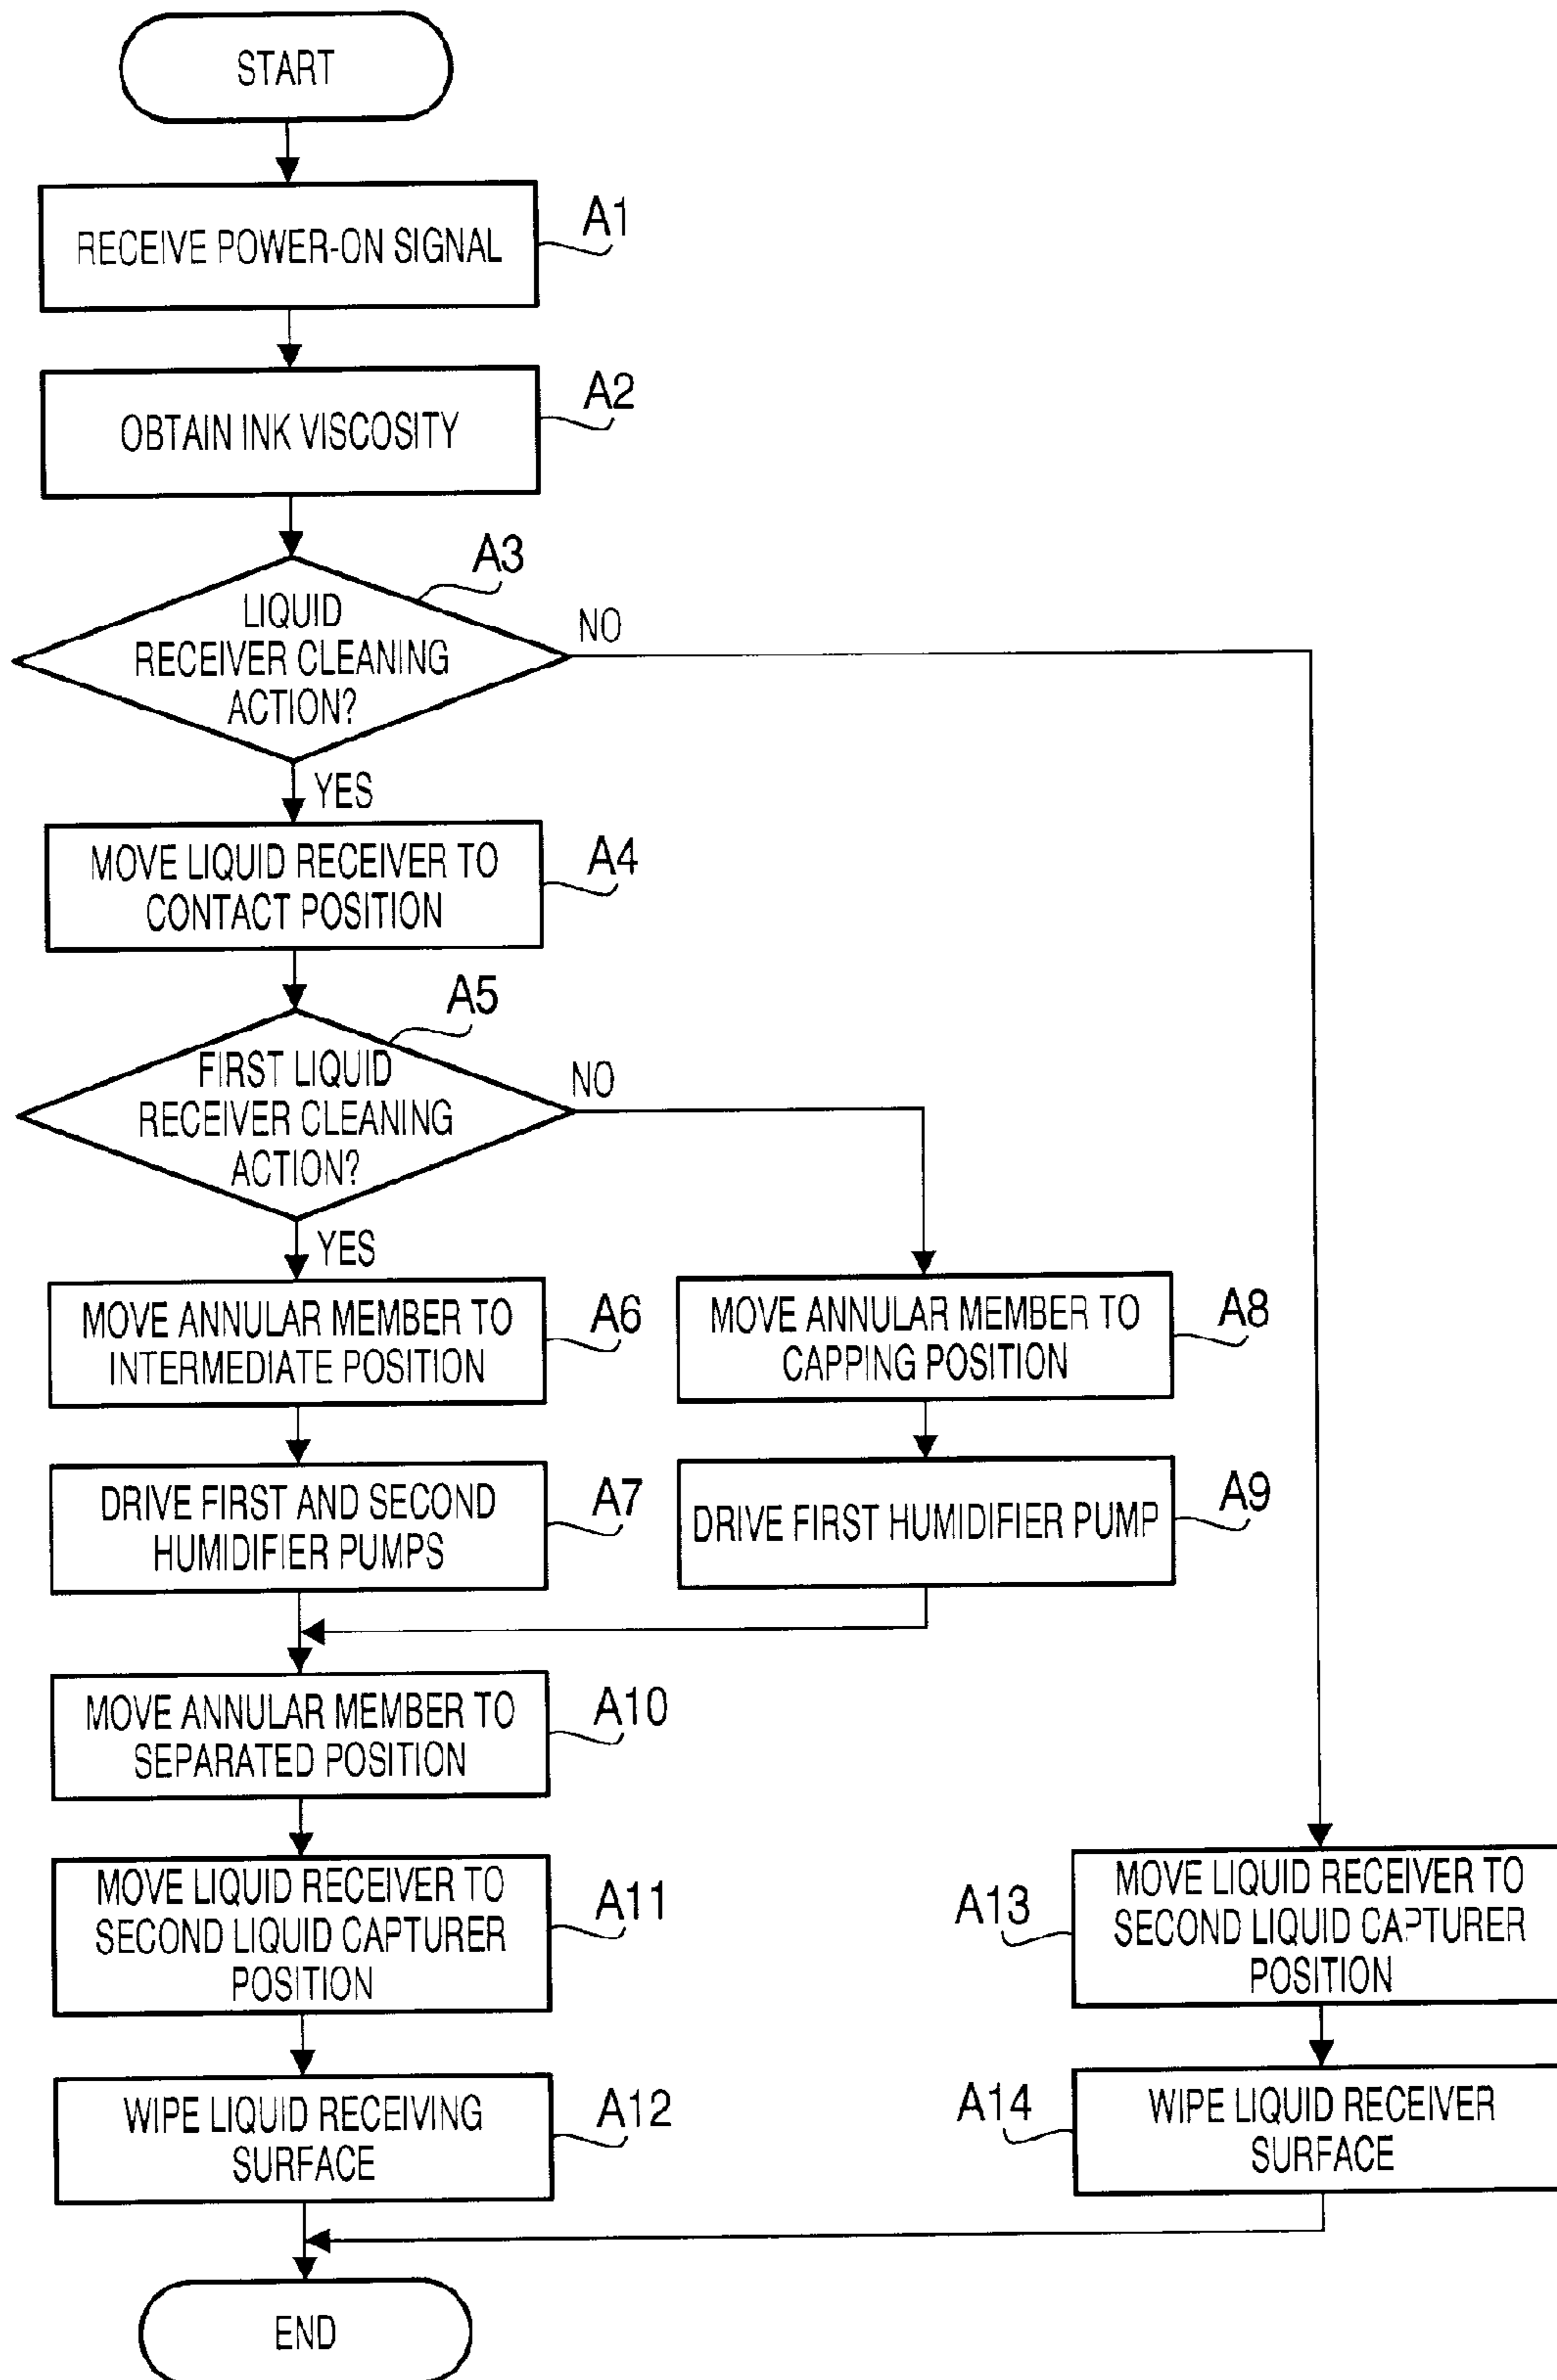 START
RECEIVE POWER-ON SIGNAL
A1
OBTAIN INK VISCOSITY
A2
A3
LIQUID
RECEIVER CLEANING
ACTION?
NO
YES
MOVE LIQUID RECEIVER TO
CONTACT POSITION
A4
A5
FIRST LIQUID
RECEIVER CLEANING
ACTION?
NO
YES
MOVE ANNULAR MEMBER TO
INTERMEDIATE POSITION
A6
MOVE ANNULAR MEMBER TO
CAPPING POSITION
A8
DRIVE FIRST AND SECOND
HUMIDIFIER PUMPS
A7
DRIVE FIRST HUMIDIFIER PUMP
A9
MOVE ANNULAR MEMBER TO
SEPARATED POSITION
A10
MOVE LIQUID RECEIVER TO
SECOND LIQUID CAPTURER
POSITION
A11
A13
MOVE LIQUID RECEIVER TO
SECOND LIQUID CAPTURER
POSITION
WIPE LIQUID RECEIVING
SURFACE
A12
A14
WIPE LIQUID RECEIVER
SURFACE
END